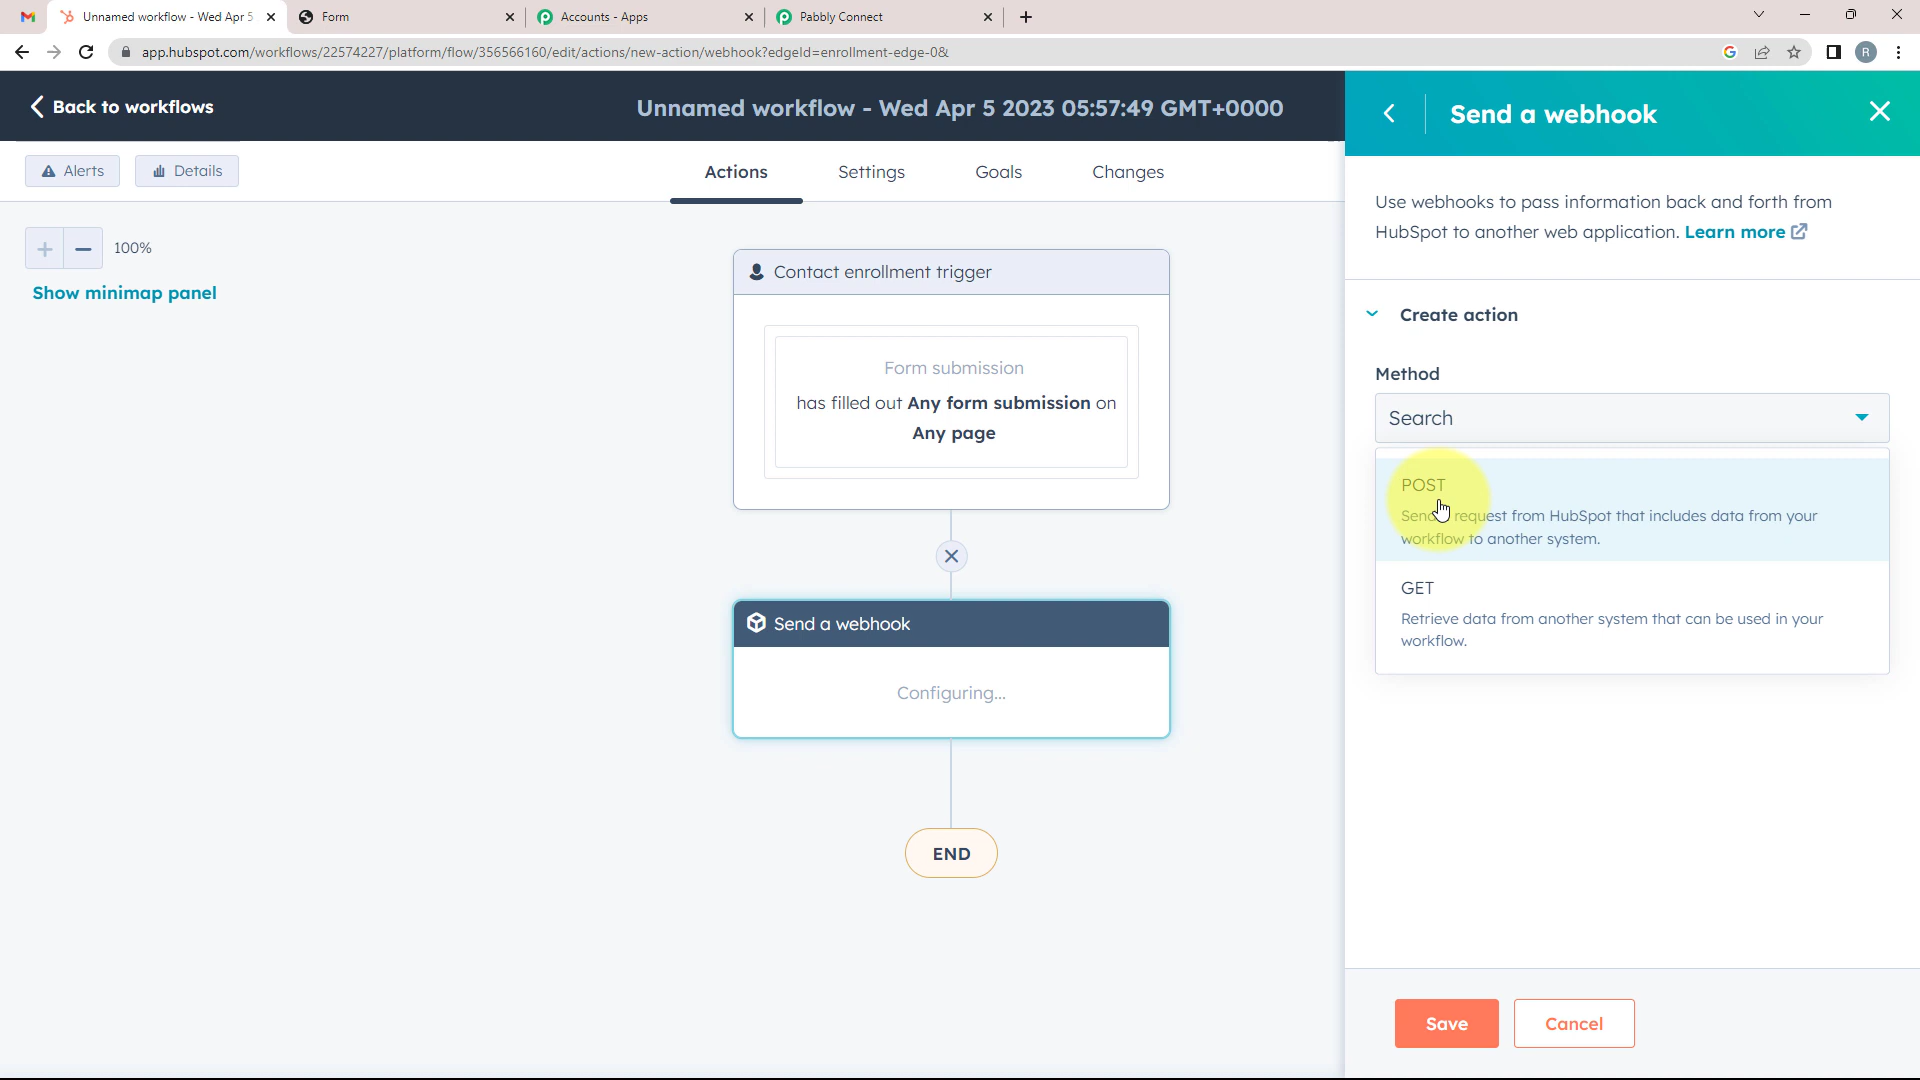 Unnamed workflow - Wed Apr 5
Form
Accounts - Apps
Pabbly Connect
app.hubspot.com/workflows/22574227/platform/flow/356566160/edit/actions/new-action/webhook?edgeId=enrollment-edge-0&
R
Back to workflows
Unnamed workflow - Wed Apr 5 2023 05:57:49 GMT+0000
Send a webhook
Alerts
Details
Actions
Settings
Goals
Changes
100%
Show minimap panel
Contact enrollment trigger
Form submission
has filled out Any form submission on
Any page
Send a webhook
Configuring...
END
Use webhooks to pass information back and forth from
HubSpot to another web application. Learn more
Create action
Method
Search
POST
request from HubSpot that includes data from your
workflow to another system.
GET
Retrieve data from another system that can be used in your
workflow.
Save
Cancel